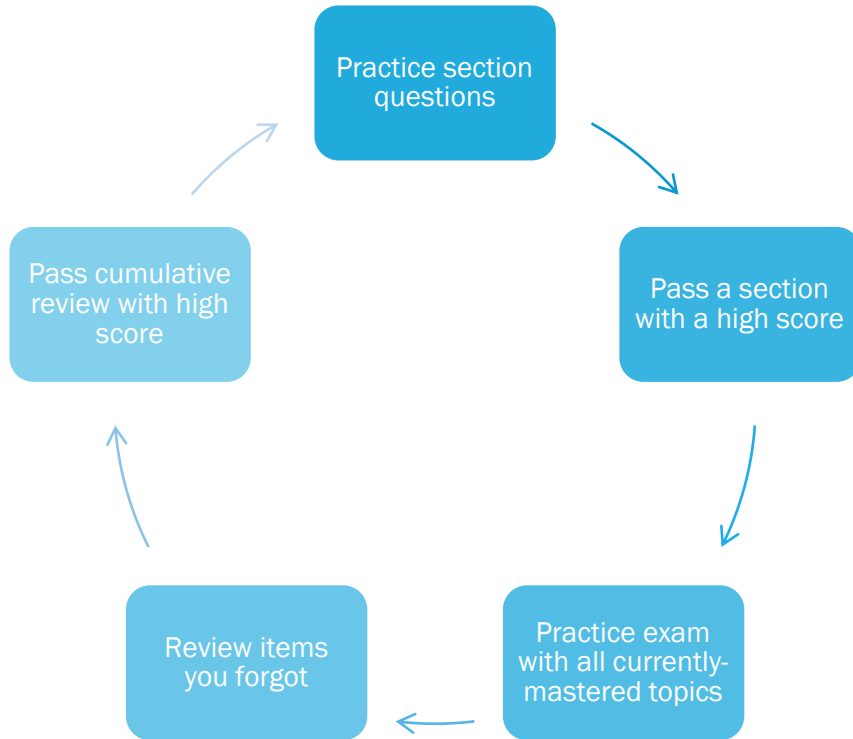 Practice section
questions
Pass a section
with a high score
Practice exam
with all currently-
mastered topics
Review items
you forgot
Pass cumulative
review with high
score